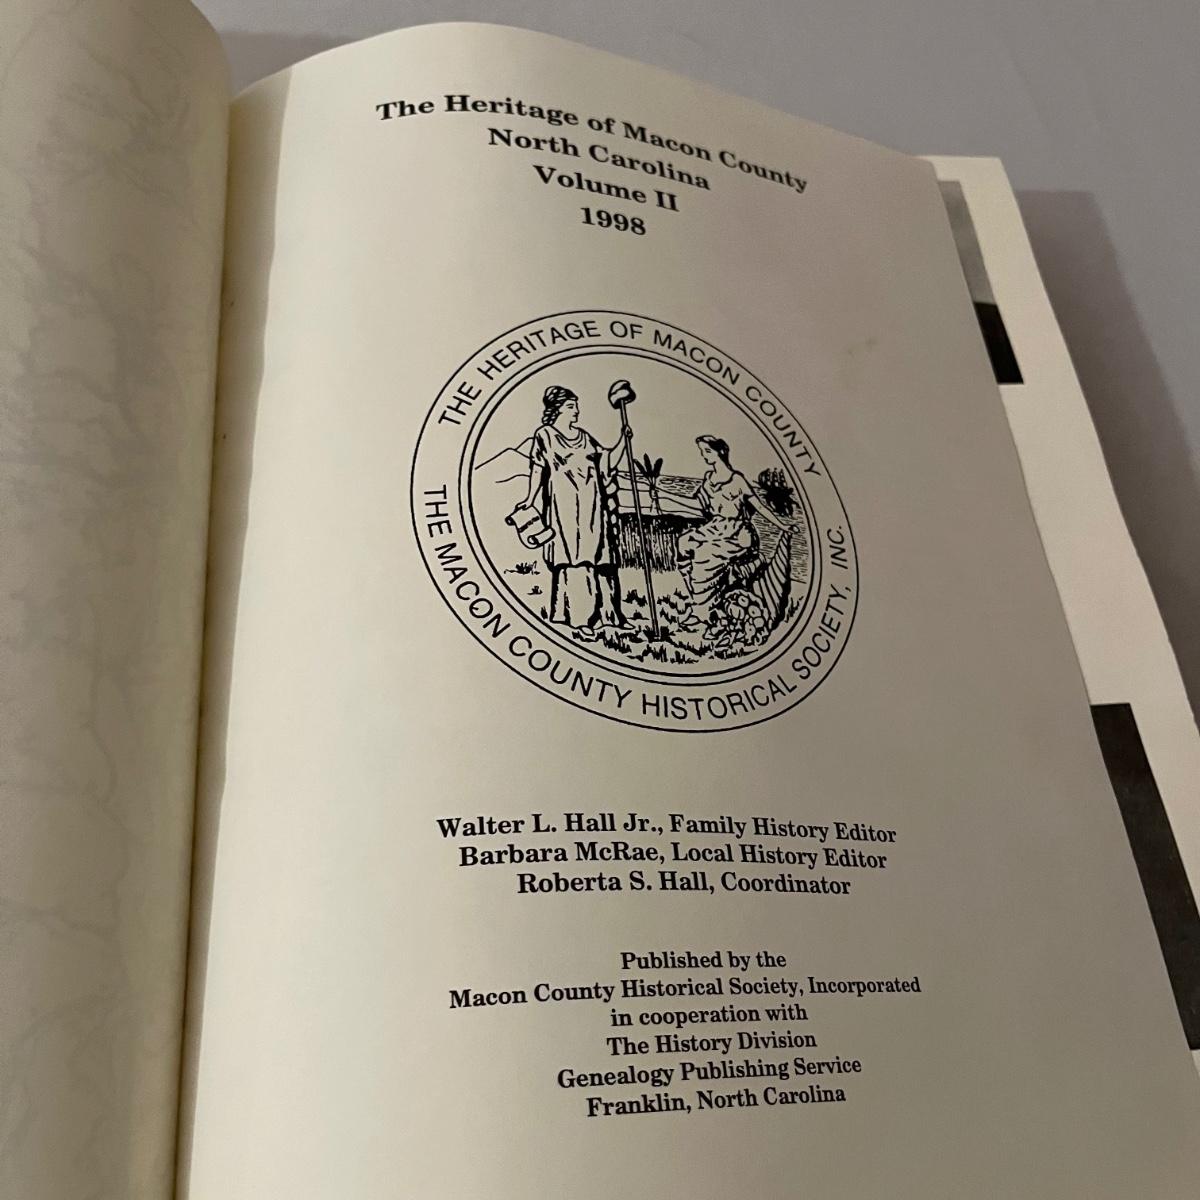 The Heritage of Macon County
North Carolina
Volume II
1998
THE HERITAGE OF MACON COUNTY
THE MACON COUNTY HISTORICAL SOCIETY, INC.
Walter L. Hall Jr., Family History Editor
Barbara McRae, Local History Editor
Roberta S. Hall, Coordinator
Published by the
Macon County Historical Society, Incorporated
in cooperation with
The History Division
Genealogy Publishing Service
Franklin, North Carolina